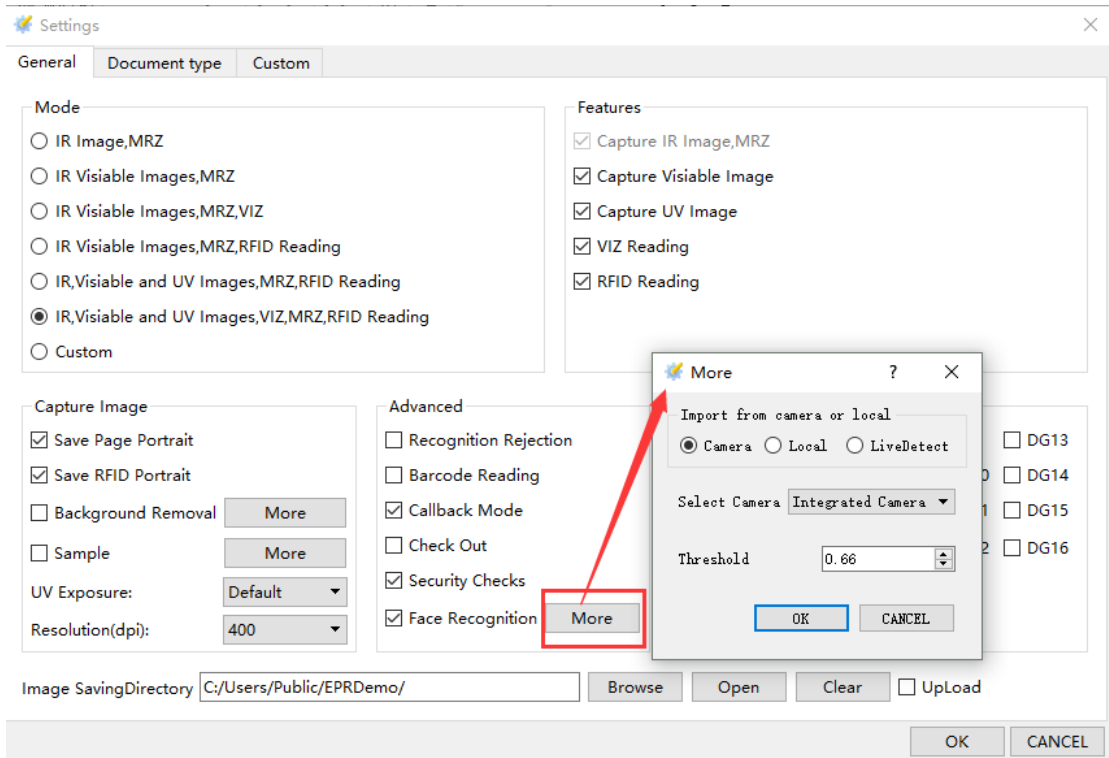 Settings
General Document type Custom
Mode
IR Image,MRZ
IR Visiable Images,MRZ
IR Visiable Images,MRZ,VIZ
IR Visiable Images,MRZ,RFID Reading
IR,Visiable and UV Images,MRZ,RFID Reading
IR,Visiable and UV Images,VIZ,MRZ,RFID Reading
Custom
Features
Capture IR Image,MRZ
Capture Visiable Image
Capture UV Image
VIZ Reading
RFID Reading
Capture Image
Save Page Portrait
Save RFID Portrait
Background Removal More
Sample More
UV Exposure: Default
Resolution(dpi): 400
Advanced
Recognition Rejection
Barcode Reading
Callback Mode
Check Out
Security Checks
Face Recognition More
More ?
Import from camera or local
Camera Local LiveDetect
Select Camera Integrated Camera
Threshold 0.66
OK CANCEL
DG13
0 DG14
1 DG15
2 DG16
Image SavingDirectory C:/Users/Public/EPRDemo/ Browse Open Clear UpLoad
OK CANCEL